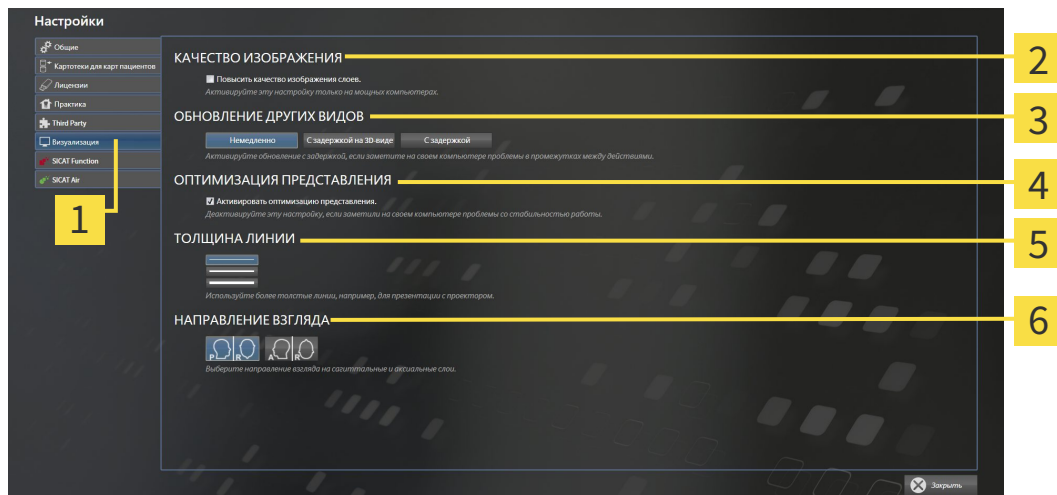 Настройки
Общие
Картотеки для карт пациентов
Лицензии
Практика
Third Party
Визуализация
SICAT Function
SICAT Air
1
КАЧЕСТВО ИЗОБРАЖЕНИЯ
2
Повысить качество изображения слоев.
Активируйте эту настройку только на мощных компьютерах.
ОБНОВЛЕНИЕ ДРУГИХ ВИДОВ
3
Немедленно С задержкой на 3D-виде С задержкой
Активируйте обновление с задержкой, если заметите на своем компьютере проблемы в промежутках между действиями.
ОПТИМИЗАЦИЯ ПРЕДСТАВЛЕНИЯ
4
Активировать оптимизацию представления.
Деактивируйте эту настройку, если заметили на своем компьютере проблемы со стабильностью работы.
ТОЛЩИНА ЛИНИИ
5
Используйте более толстые линии, например, для презентации с проектором.
НАПРАВЛЕНИЕ ВЗГЛЯДА
6
P R A R
Выберите направление взгляда на сагиттальные и аксиальные слои.
Закрыть